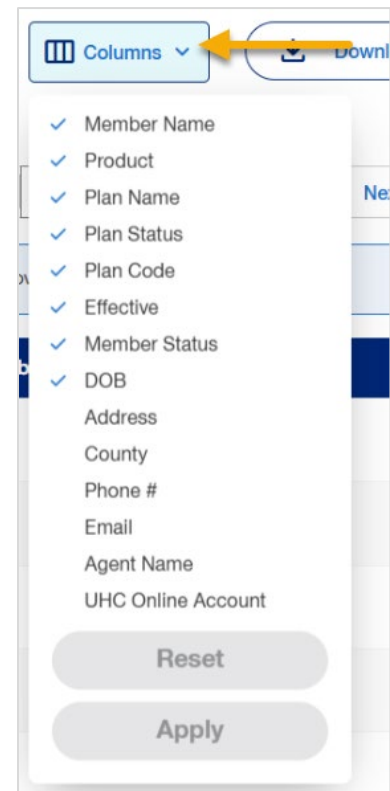 Columns
Downl
Member Name
Product
Plan Name
Plan Status
Plan Code
Effective
Member Status
DOB
Address
County
Phone #
Email
Agent Name
UHC Online Account
Reset
Apply